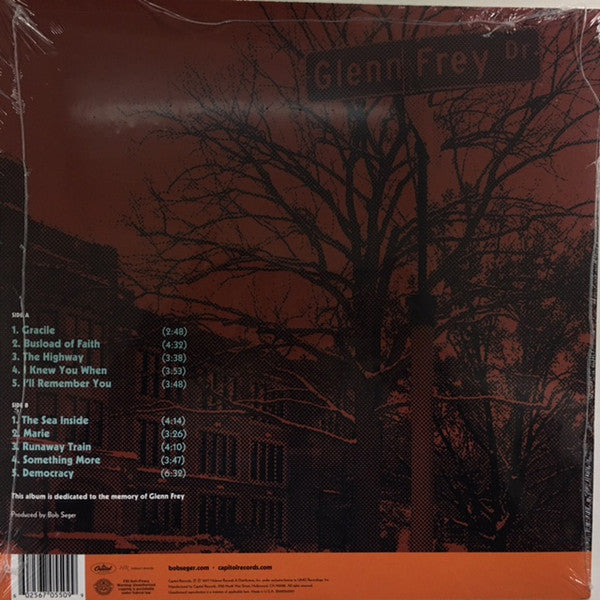 Glenn Frey Dr
SIDE A
1. Gracile (2:48)
2. Busload of Faith (4:32)
3. The Highway (3:38)
4. I Knew You When (3:53)
5. I'll Remember You (3:48)
SIDE B
1. The Sea Inside (4:14)
2. Marie (3:26)
3. Runaway Train (4:10)
4. Something More (3:47)
5. Democracy (6:32)
This album is dedicated to the memory of Glenn Frey
Produced by Bob Seger
Capitol
bobseger.com • capitolrecords.com
02567 05509